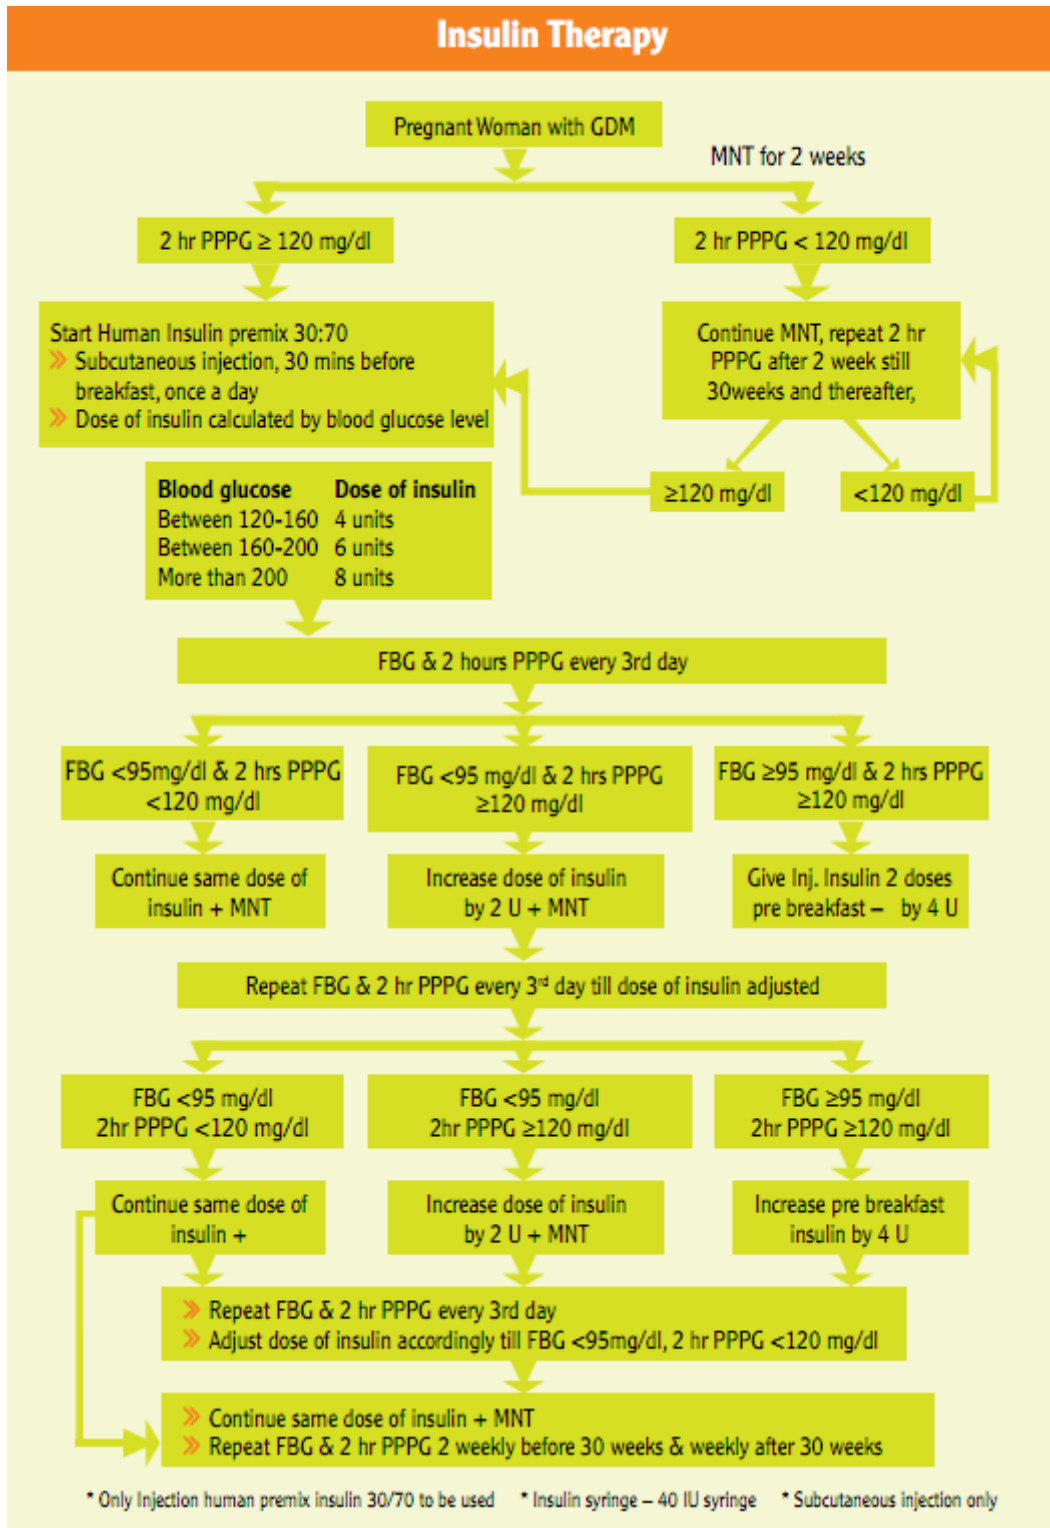 Insulin Therapy
Pregnant Woman with GDM
MNT for 2 weeks
2 hr PPPG ≥ 120 mg/dl
2 hr PPPG < 120 mg/dl
Start Human Insulin premix 30:70
» Subcutaneous injection, 30 mins before
breakfast, once a day
» Dose of insulin calculated by blood glucose level
Continue MNT, repeat 2 hr
PPPG after 2 week still
30weeks and thereafter,
≥120 mg/dl
<120 mg/dl
Blood glucose Dose of insulin
Between 120-160 4 units
Between 160-200 6 units
More than 200 8 units
FBG & 2 hours PPPG every 3rd day
FBG <95mg/dl & 2 hrs PPPG
<120 mg/dl
FBG <95 mg/dl & 2 hrs PPPG
≥120 mg/dl
FBG ≥95 mg/dl & 2 hrs PPPG
≥120 mg/dl
Continue same dose of
insulin + MNT
Increase dose of insulin
by 2 U + MNT
Give Inj. Insulin 2 doses
pre breakfast – by 4 U
Repeat FBG & 2 hr PPPG every 3rd day till dose of insulin adjusted
FBG <95 mg/dl
2hr PPPG <120 mg/dl
FBG <95 mg/dl
2hr PPPG ≥120 mg/dl
FBG ≥95 mg/dl
2hr PPPG ≥120 mg/dl
Continue same dose of
insulin +
Increase dose of insulin
by 2 U + MNT
Increase pre breakfast
insulin by 4 U
» Repeat FBG & 2 hr PPPG every 3rd day
» Adjust dose of insulin accordingly till FBG <95mg/dl, 2 hr PPPG <120 mg/dl
» Continue same dose of insulin + MNT
» Repeat FBG & 2 hr PPPG 2 weekly before 30 weeks & weekly after 30 weeks
* Only Injection human premix insulin 30/70 to be used * Insulin syringe – 40 IU syringe * Subcutaneous injection only